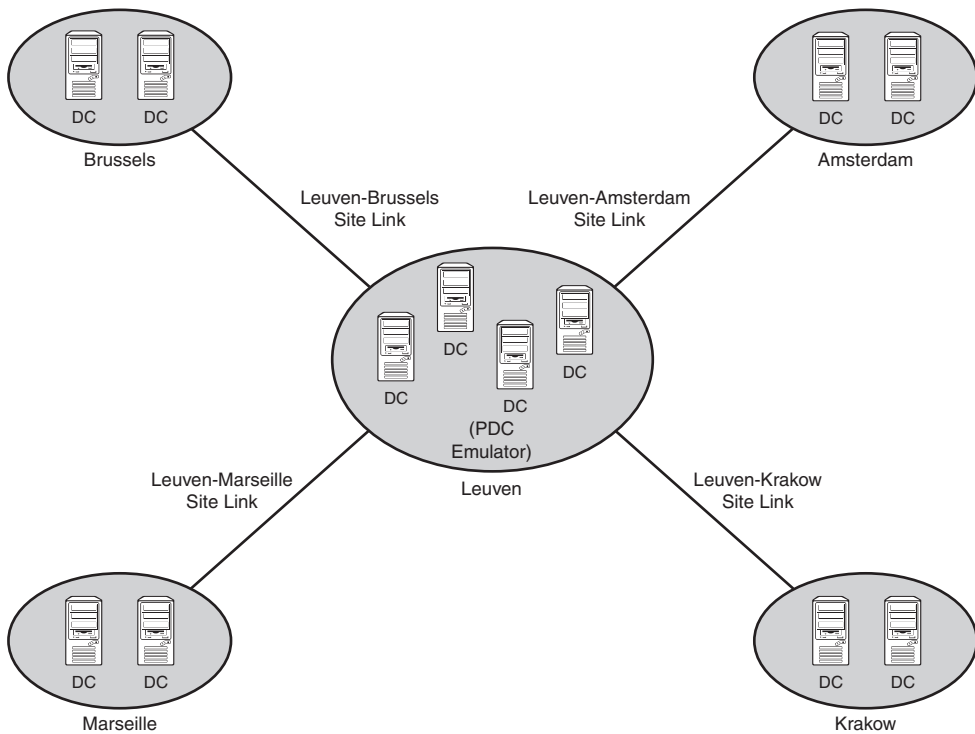 DC DC
Brussels
DC DC
Amsterdam
Leuven-Brussels
Site Link
Leuven-Amsterdam
Site Link
DC
DC
DC
DC
(PDC
Emulator)
Leuven
Leuven-Marseille
Site Link
Leuven-Krakow
Site Link
DC DC
Marseille
DC DC
Krakow